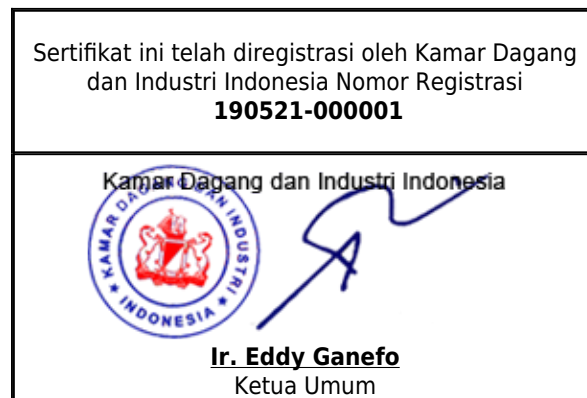 Sertifikat ini telah diregistrasi oleh Kamar Dagang
dan Industri Indonesia Nomor Registrasi
190521-000001
Kamar Dagang dan Industri Indonesia
KAMAR DAGANG DAN INDUSTRI
* INDONESIA *
Ir. Eddy Ganefo
Ketua Umum